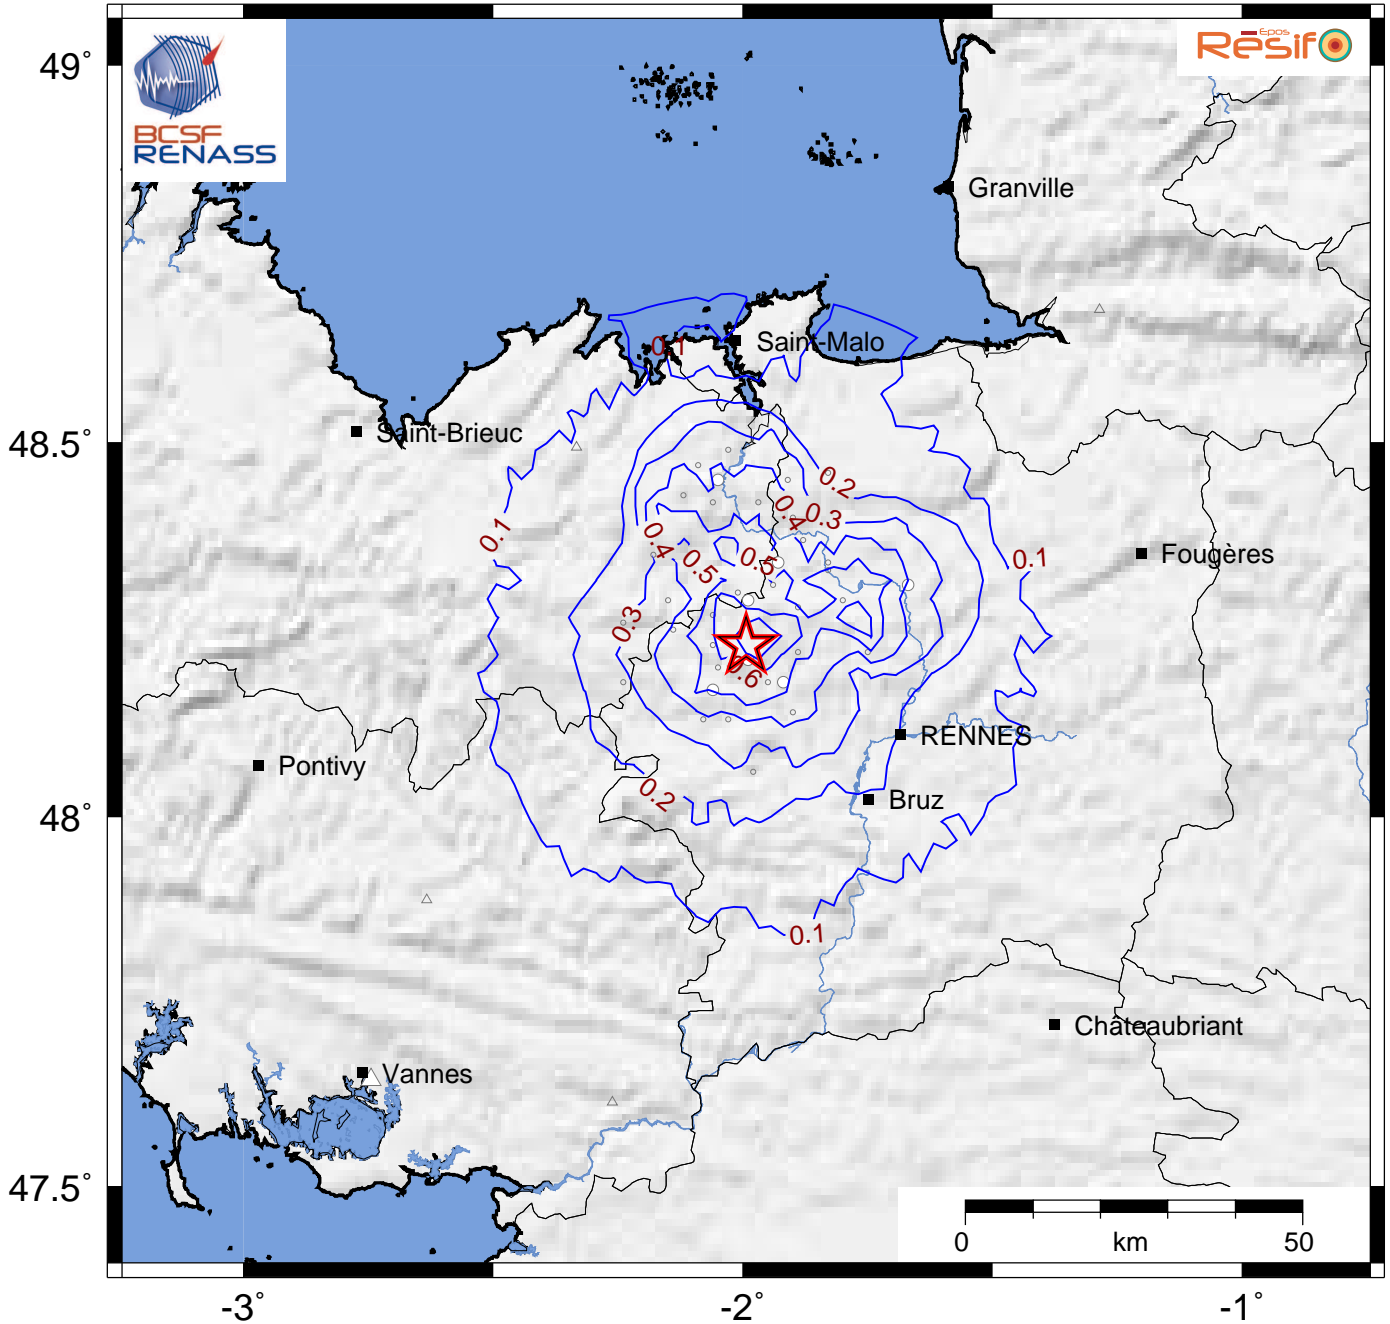 49°
BCSF
RENASS
Epos
Résif
Granville
0.1
Saint-Malo
Saint-Brieuc
48.5°
0.2
0.4
0.3
0.1
0.4
0.5
0.5
0.1
Fougères
0.3
0.6
RENNES
Pontivy
0.2
Bruz
48°
0.1
Châteaubriant
Vannes
47.5°
0 km 50
-3° -2° -1°